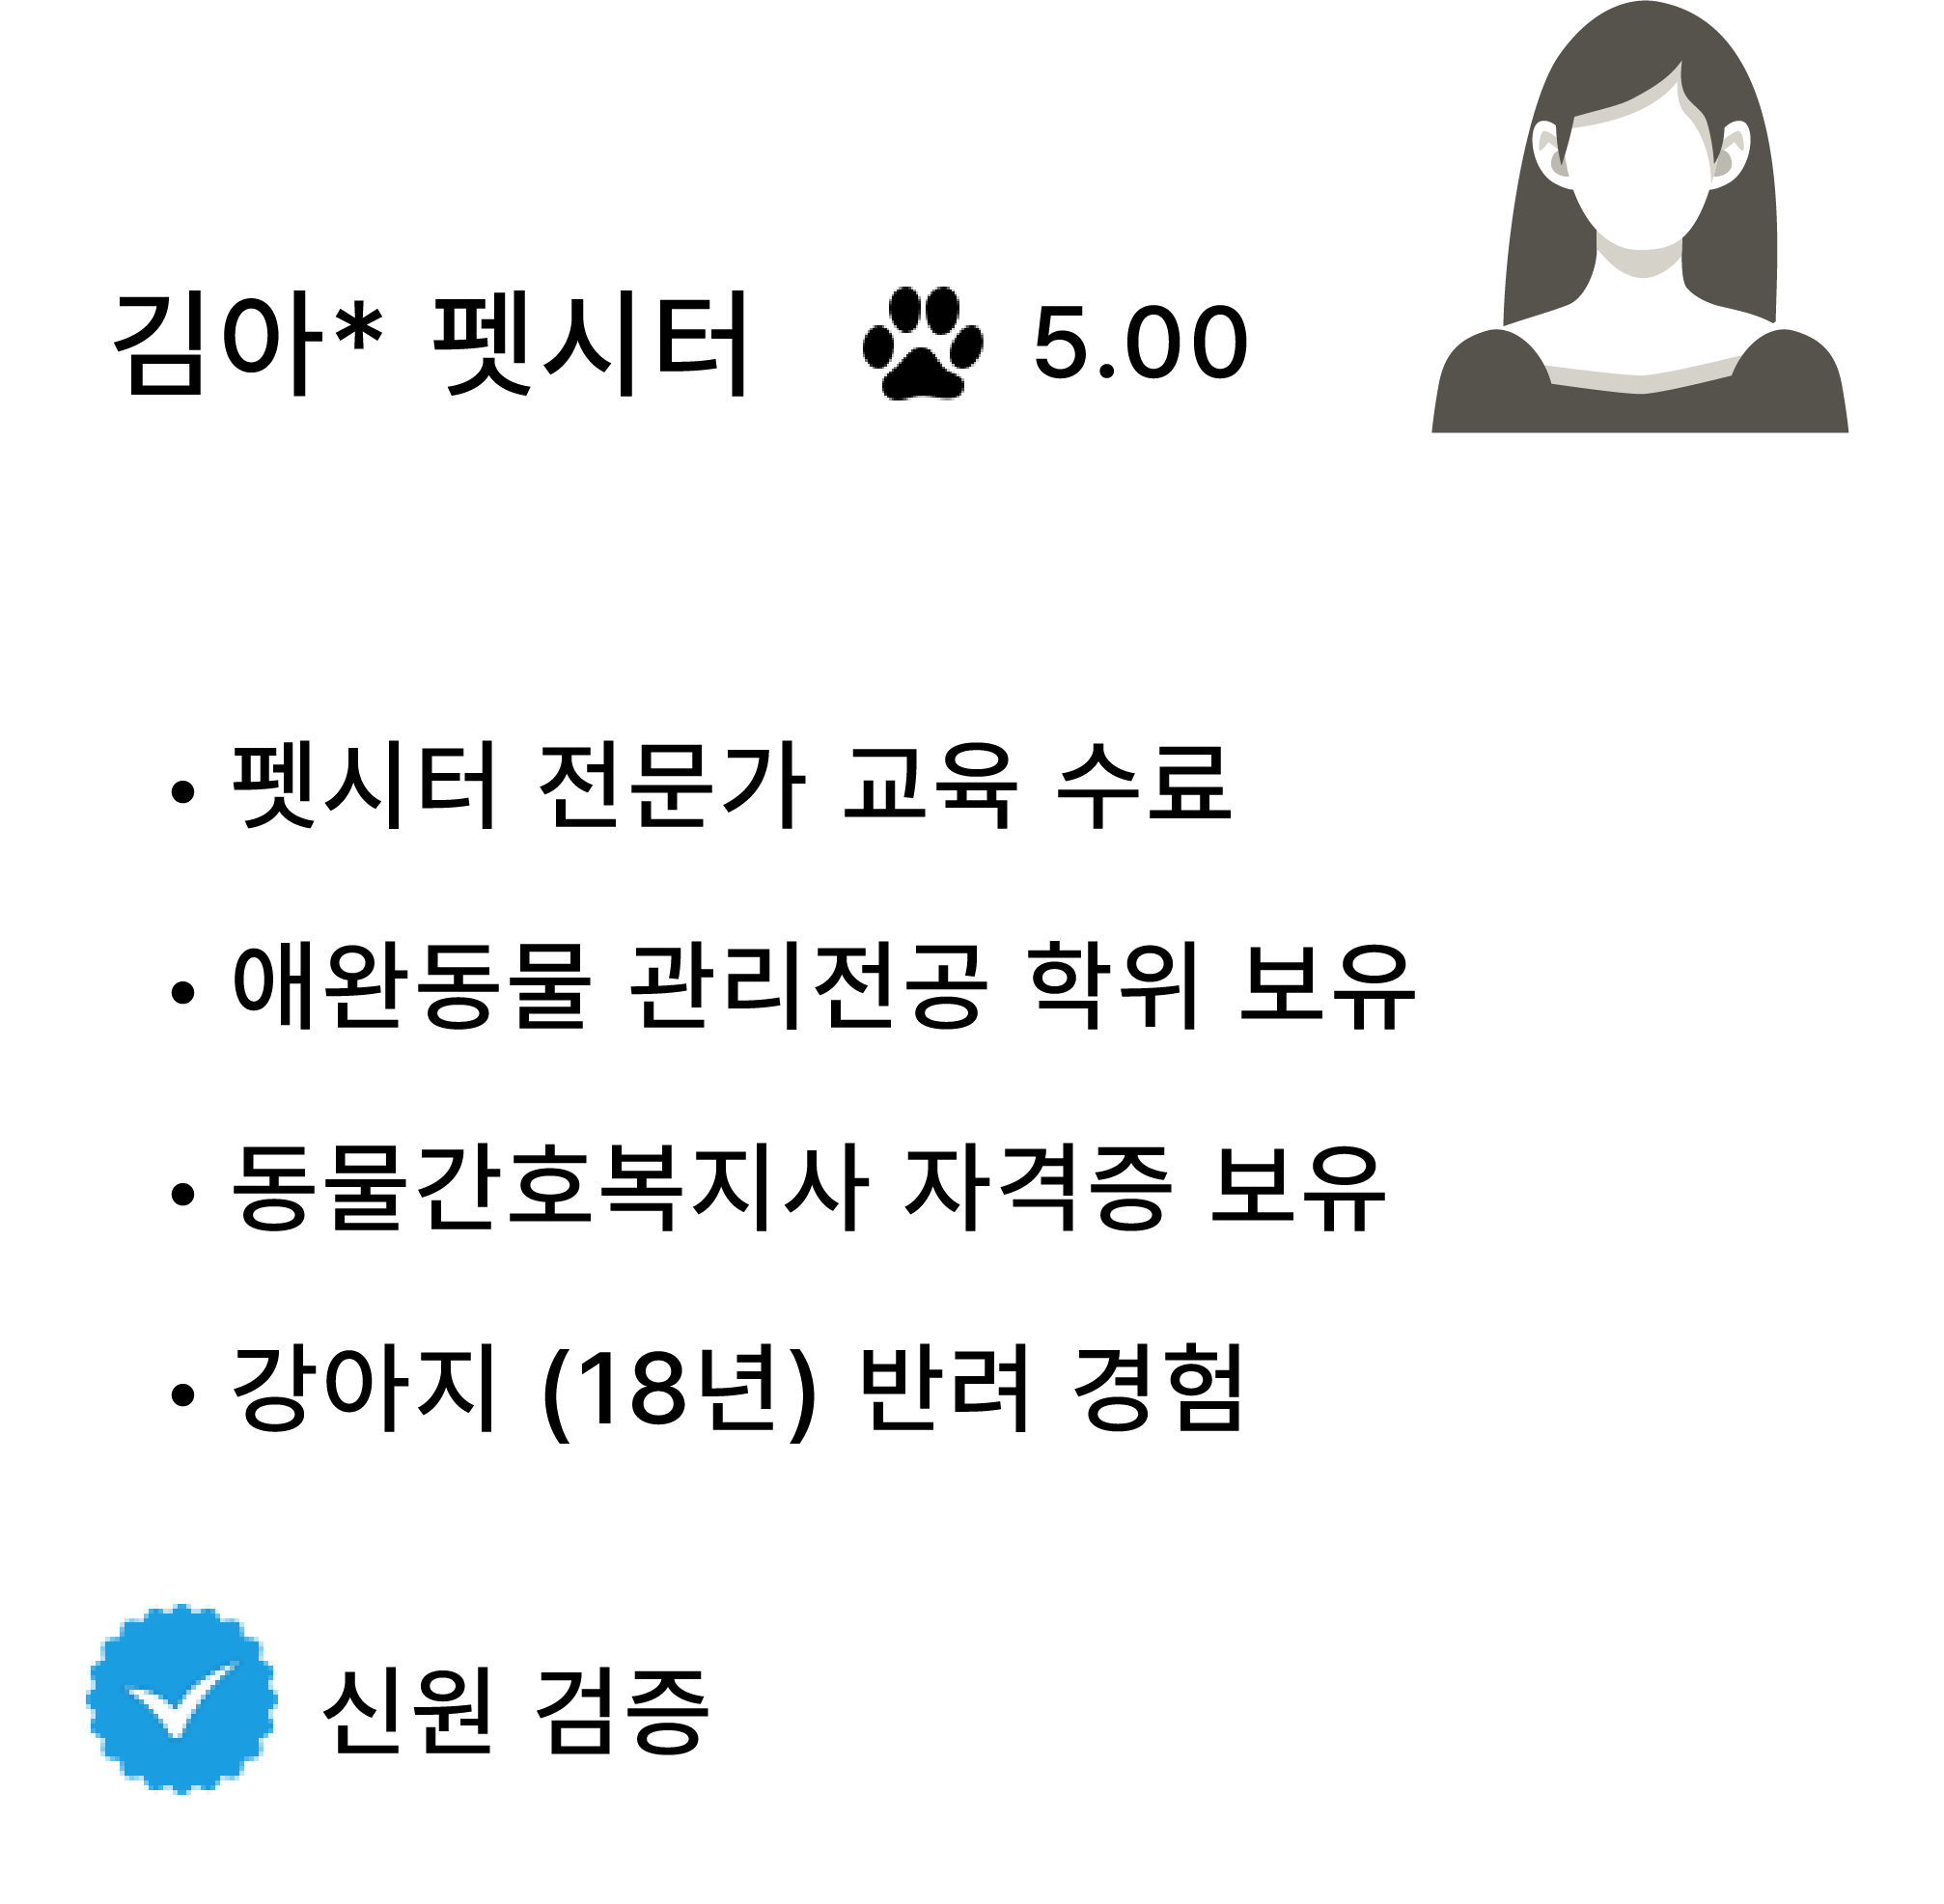 김아* 펫시터 5.00
• 펫시터 전문가 교육 수료
• 애완동물 관리전공 학위 보유
• 동물간호복지사 자격증 보유
• 강아지 (18년) 반려 경험
신원 검증